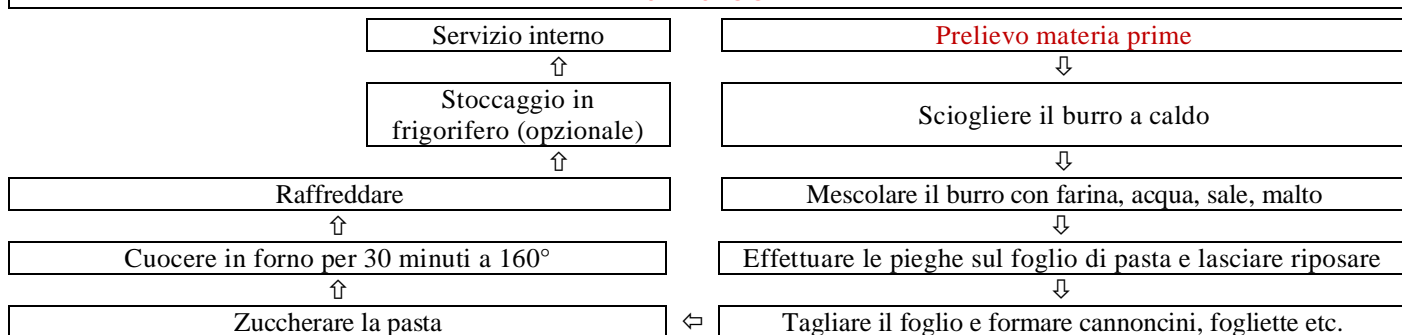 Servizio interno
Prelievo materia prime
⇧
⇩
Stoccaggio in
frigorifero (opzionale)
Sciogliere il burro a caldo
⇧
⇩
Raffreddare
Mescolare il burro con farina, acqua, sale, malto
⇧
⇩
Cuocere in forno per 30 minuti a 160°
Effettuare le pieghe sul foglio di pasta e lasciare riposare
⇧
⇩
Zuccherare la pasta
⇦
Tagliare il foglio e formare cannoncini, fogliette etc.